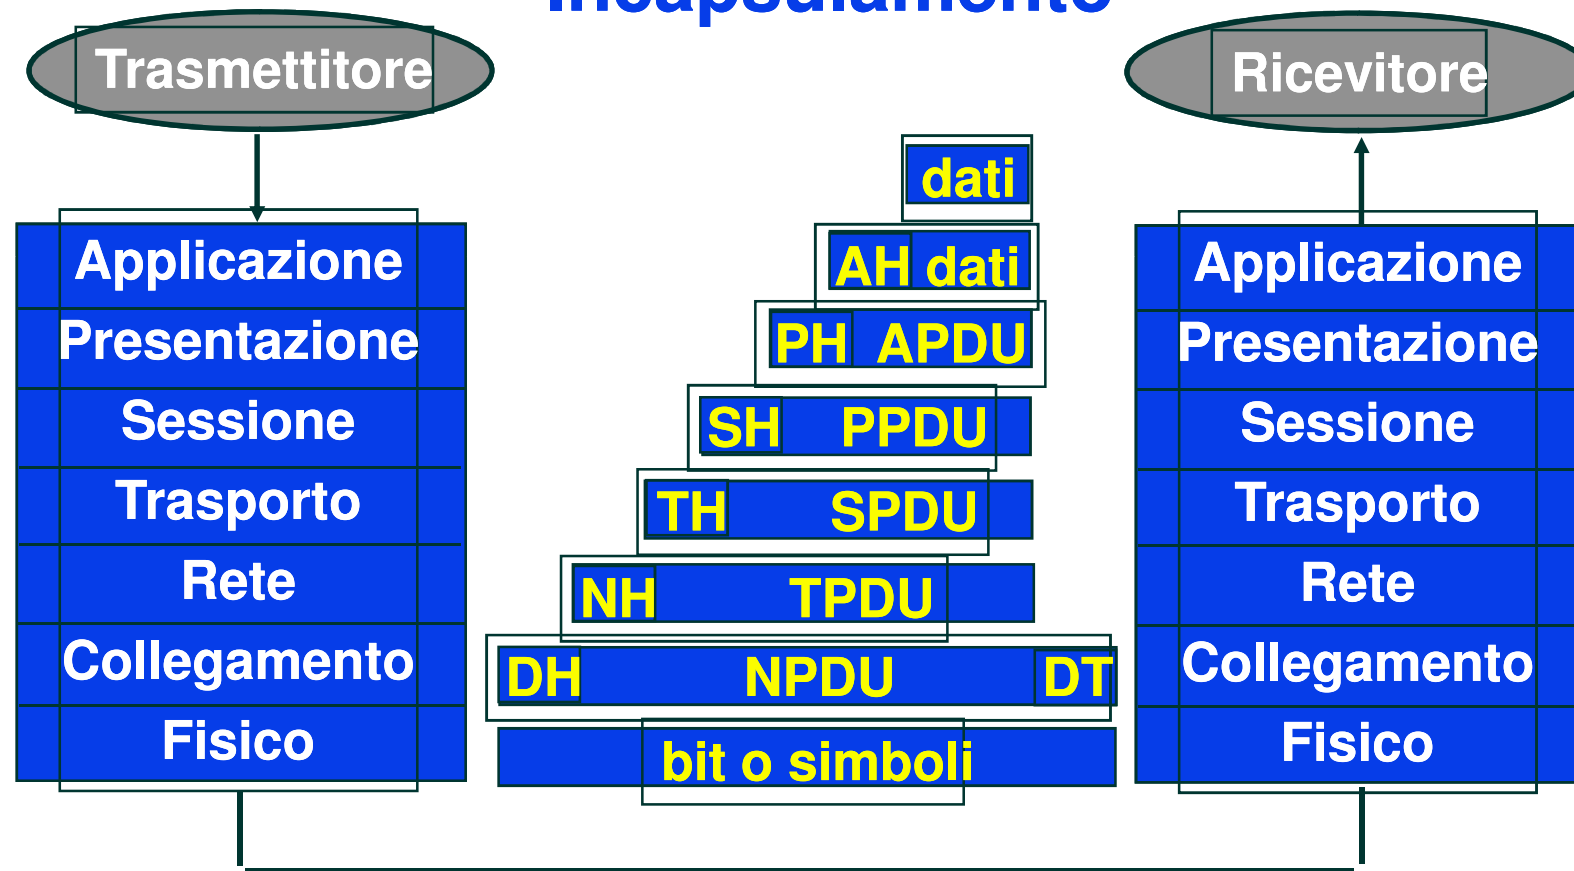 Incapsulamento
Trasmettitore
Ricevitore
dati
Applicazione
AH dati
Applicazione
Presentazione
PH APDU
Presentazione
Sessione
SH PPDU
Sessione
Trasporto
TH SPDU
Trasporto
Rete
NH TPDU
Rete
Collegamento
DH NPDU DT
Collegamento
Fisico
bit o simboli
Fisico